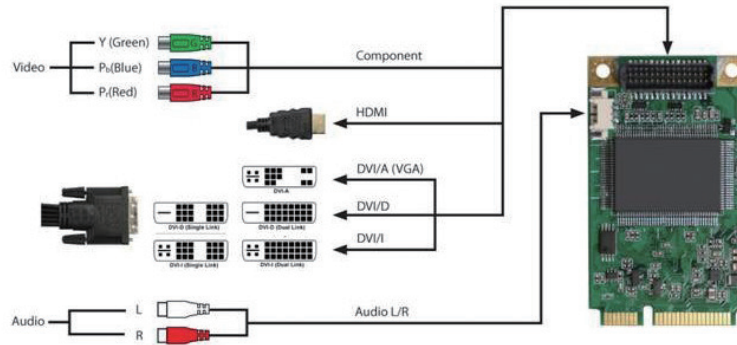 Video
Y (Green)
Pb(Blue)
Pr(Red)
G
B
R
Component
HDMI
DVI/A (VGA)
DVI-A
DVI/D
DVI-D (Single Link)
DVI-D (Dual Link)
DVI/I
DVI-I (Single Link)
DVI-I (Dual Link)
Audio
L
R
Audio L/R